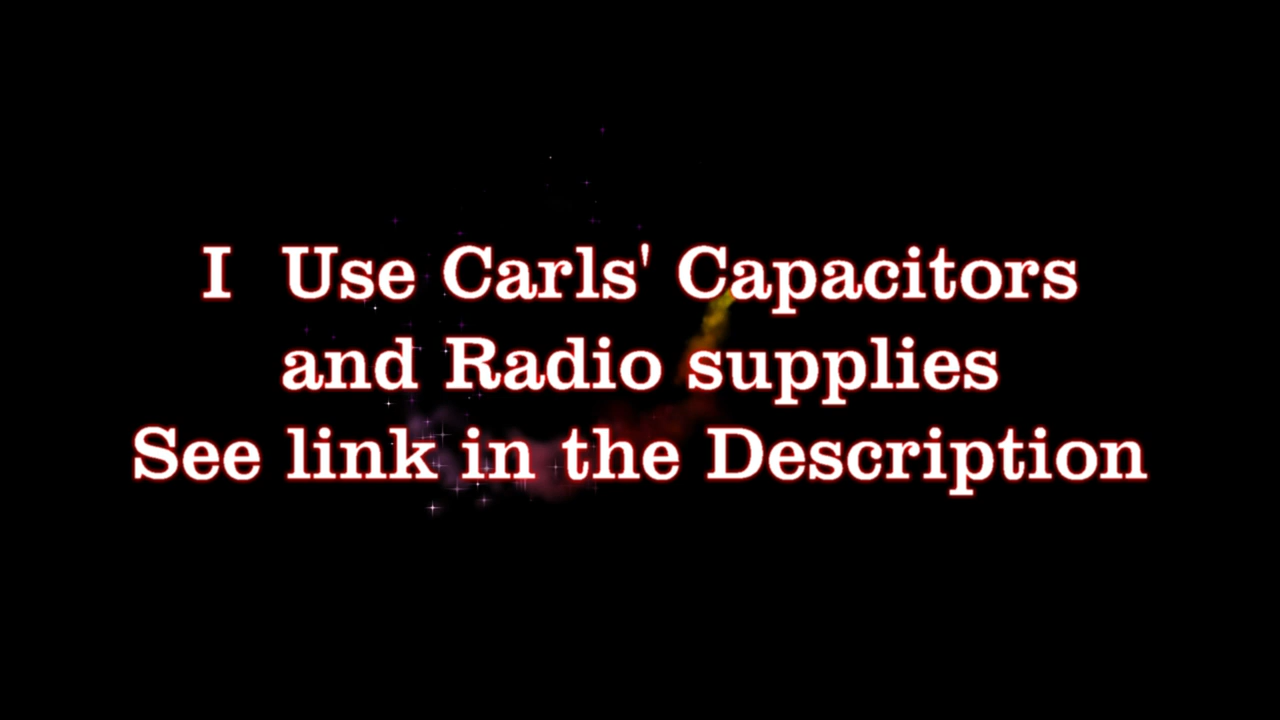 I Use Carls' Capacitors
and Radio supplies
See link in the Description